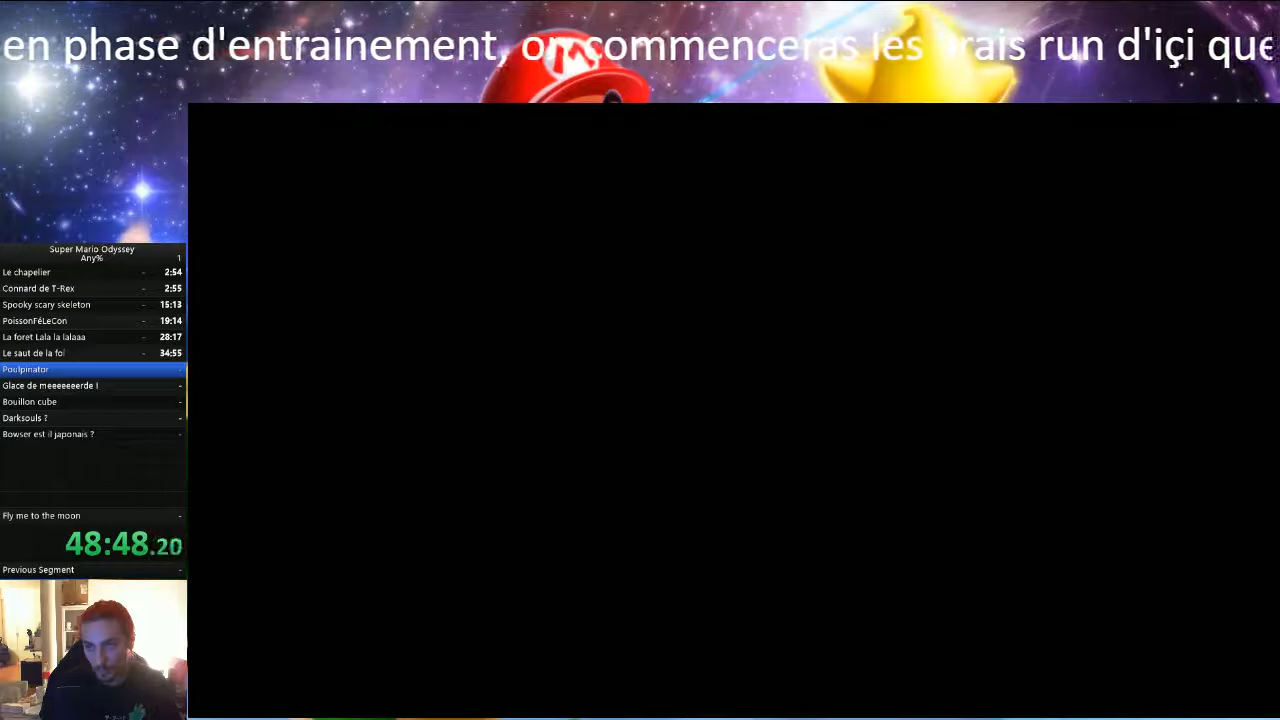 en phase d'entrainement, on commenceras les vrais run d'içi que
M
Super Mario Odyssey
Any%
1
Le chapelier - 2:54
Connard de T-Rex - 2:55
Spooky scary skeleton - 15:13
PoissonFéLeCon - 19:14
La foret Lala la lalaaa - 28:17
Le saut de la foi - 34:55
Poulpinator -
Glace de meeeeeeerde ! -
Bouillon cube -
Darksouls ? -
Bowser est il japonais ? -
Fly me to the moon -
48:48.20
Previous Segment -